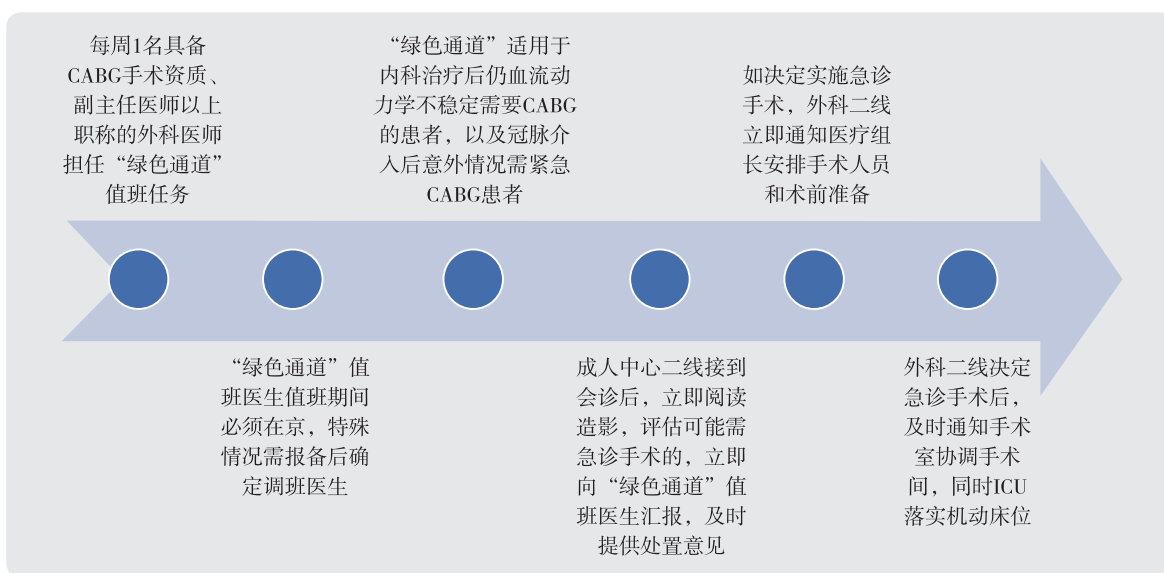 每周1名具备
CABG手术资质、
副主任医师以上
职称的外科医师
担任“绿色通道”
值班任务
“绿色通道”值
班医生值班期间
必须在京，特殊
情况需报备后确
定调班医生
“绿色通道”适用于
内科治疗后仍血流动
力学不稳定需要CABG
的患者，以及冠脉介
入后意外情况需紧急
CABG患者
成人中心二线接到
会诊后，立即阅读
造影，评估可能需
急诊手术的，立即
向“绿色通道”值
班医生汇报，及时
提供处置意见
如决定实施急诊
手术，外科二线
立即通知医疗组
长安排手术人员
和术前准备
外科二线决定
急诊手术后，
及时通知手术
室协调手术
间，同时ICU
落实机动床位